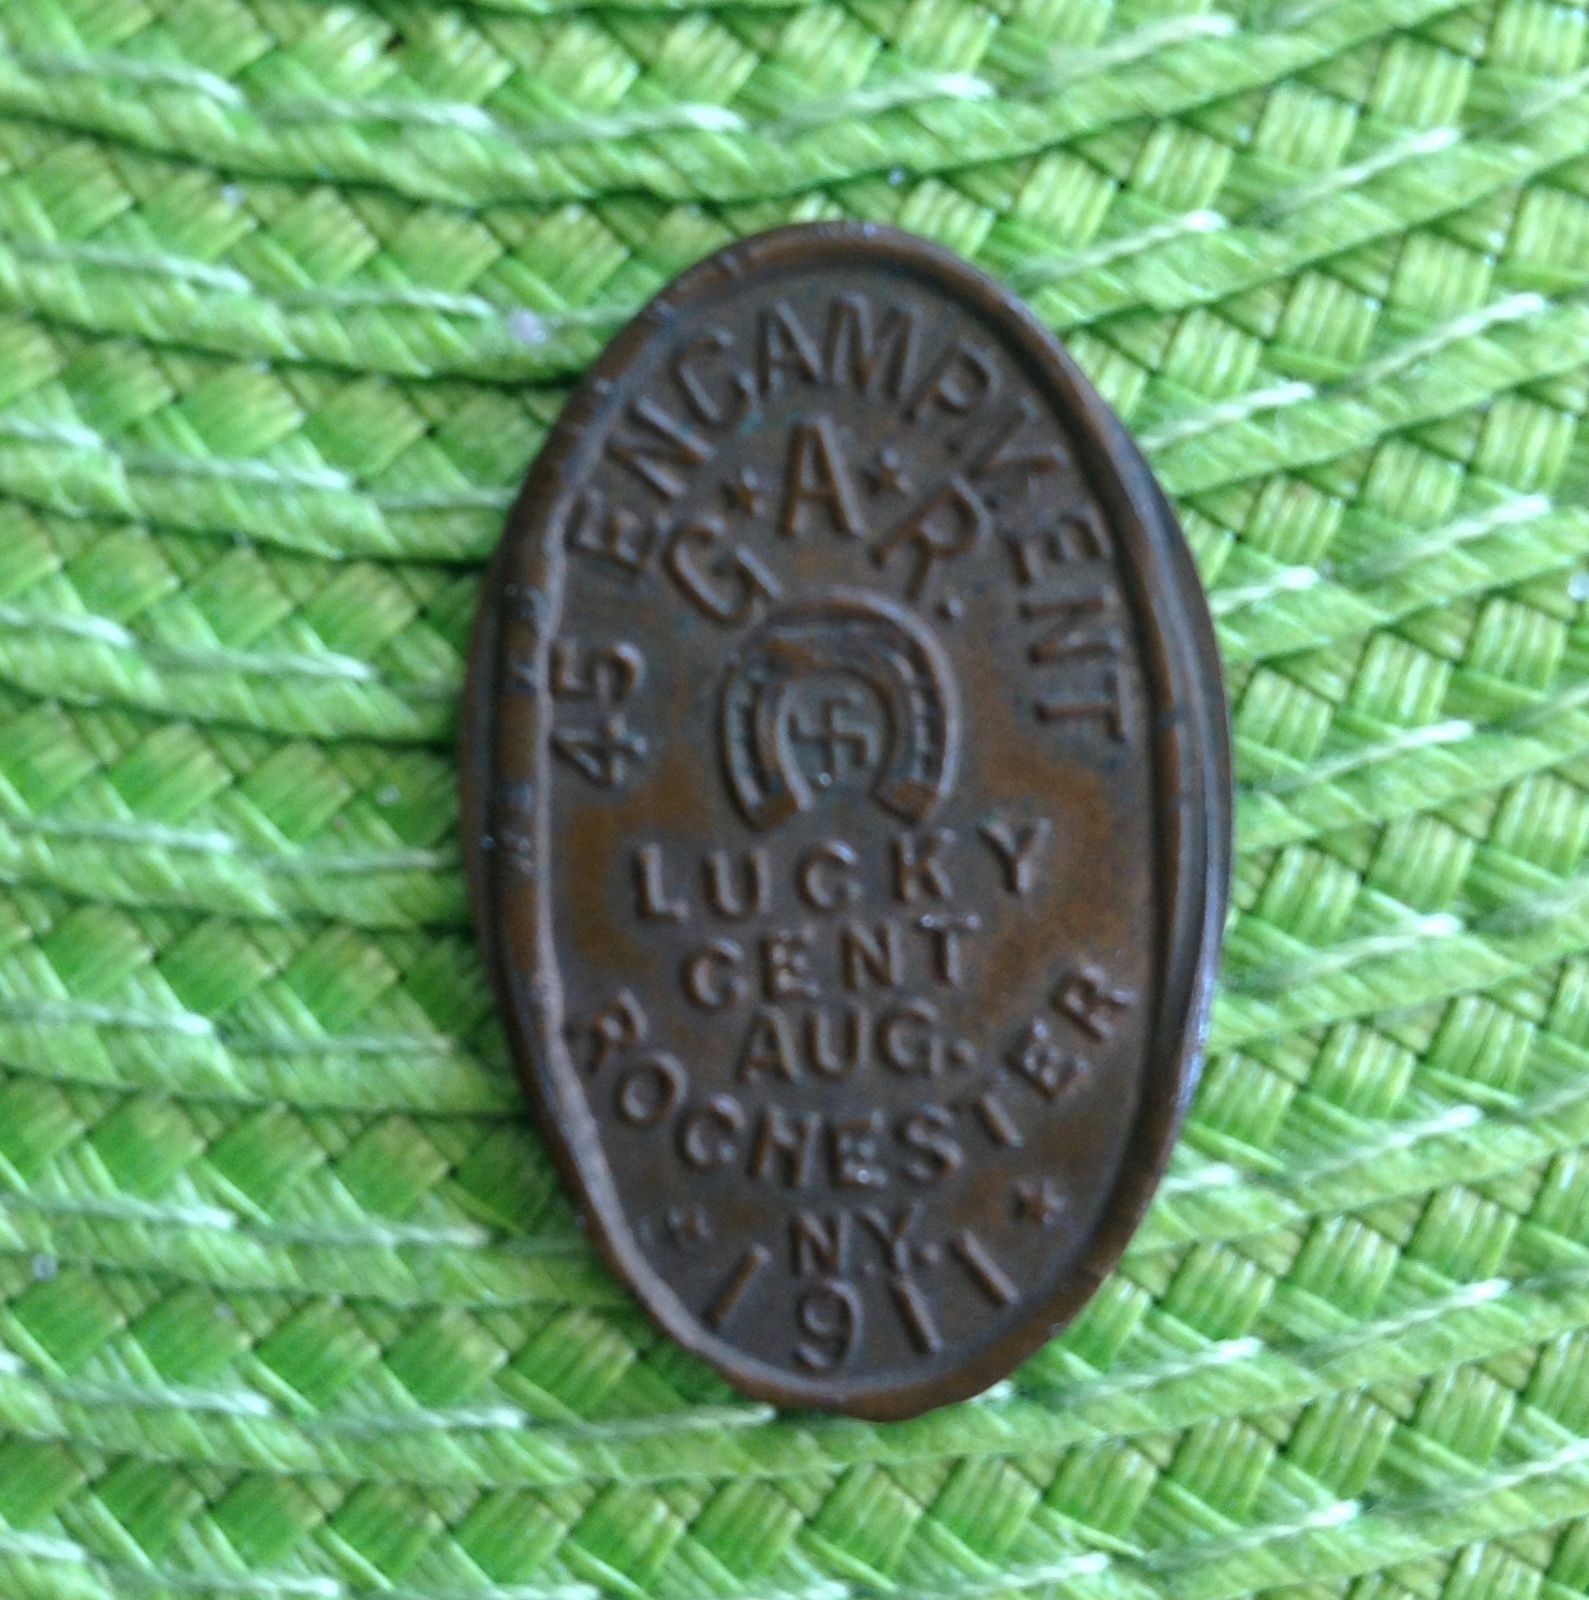 45 ENCAMPMENT
G★A★R.
LUCKY
CENT
AUG.
ROCHESTER
N.Y.
★ 1911 ★